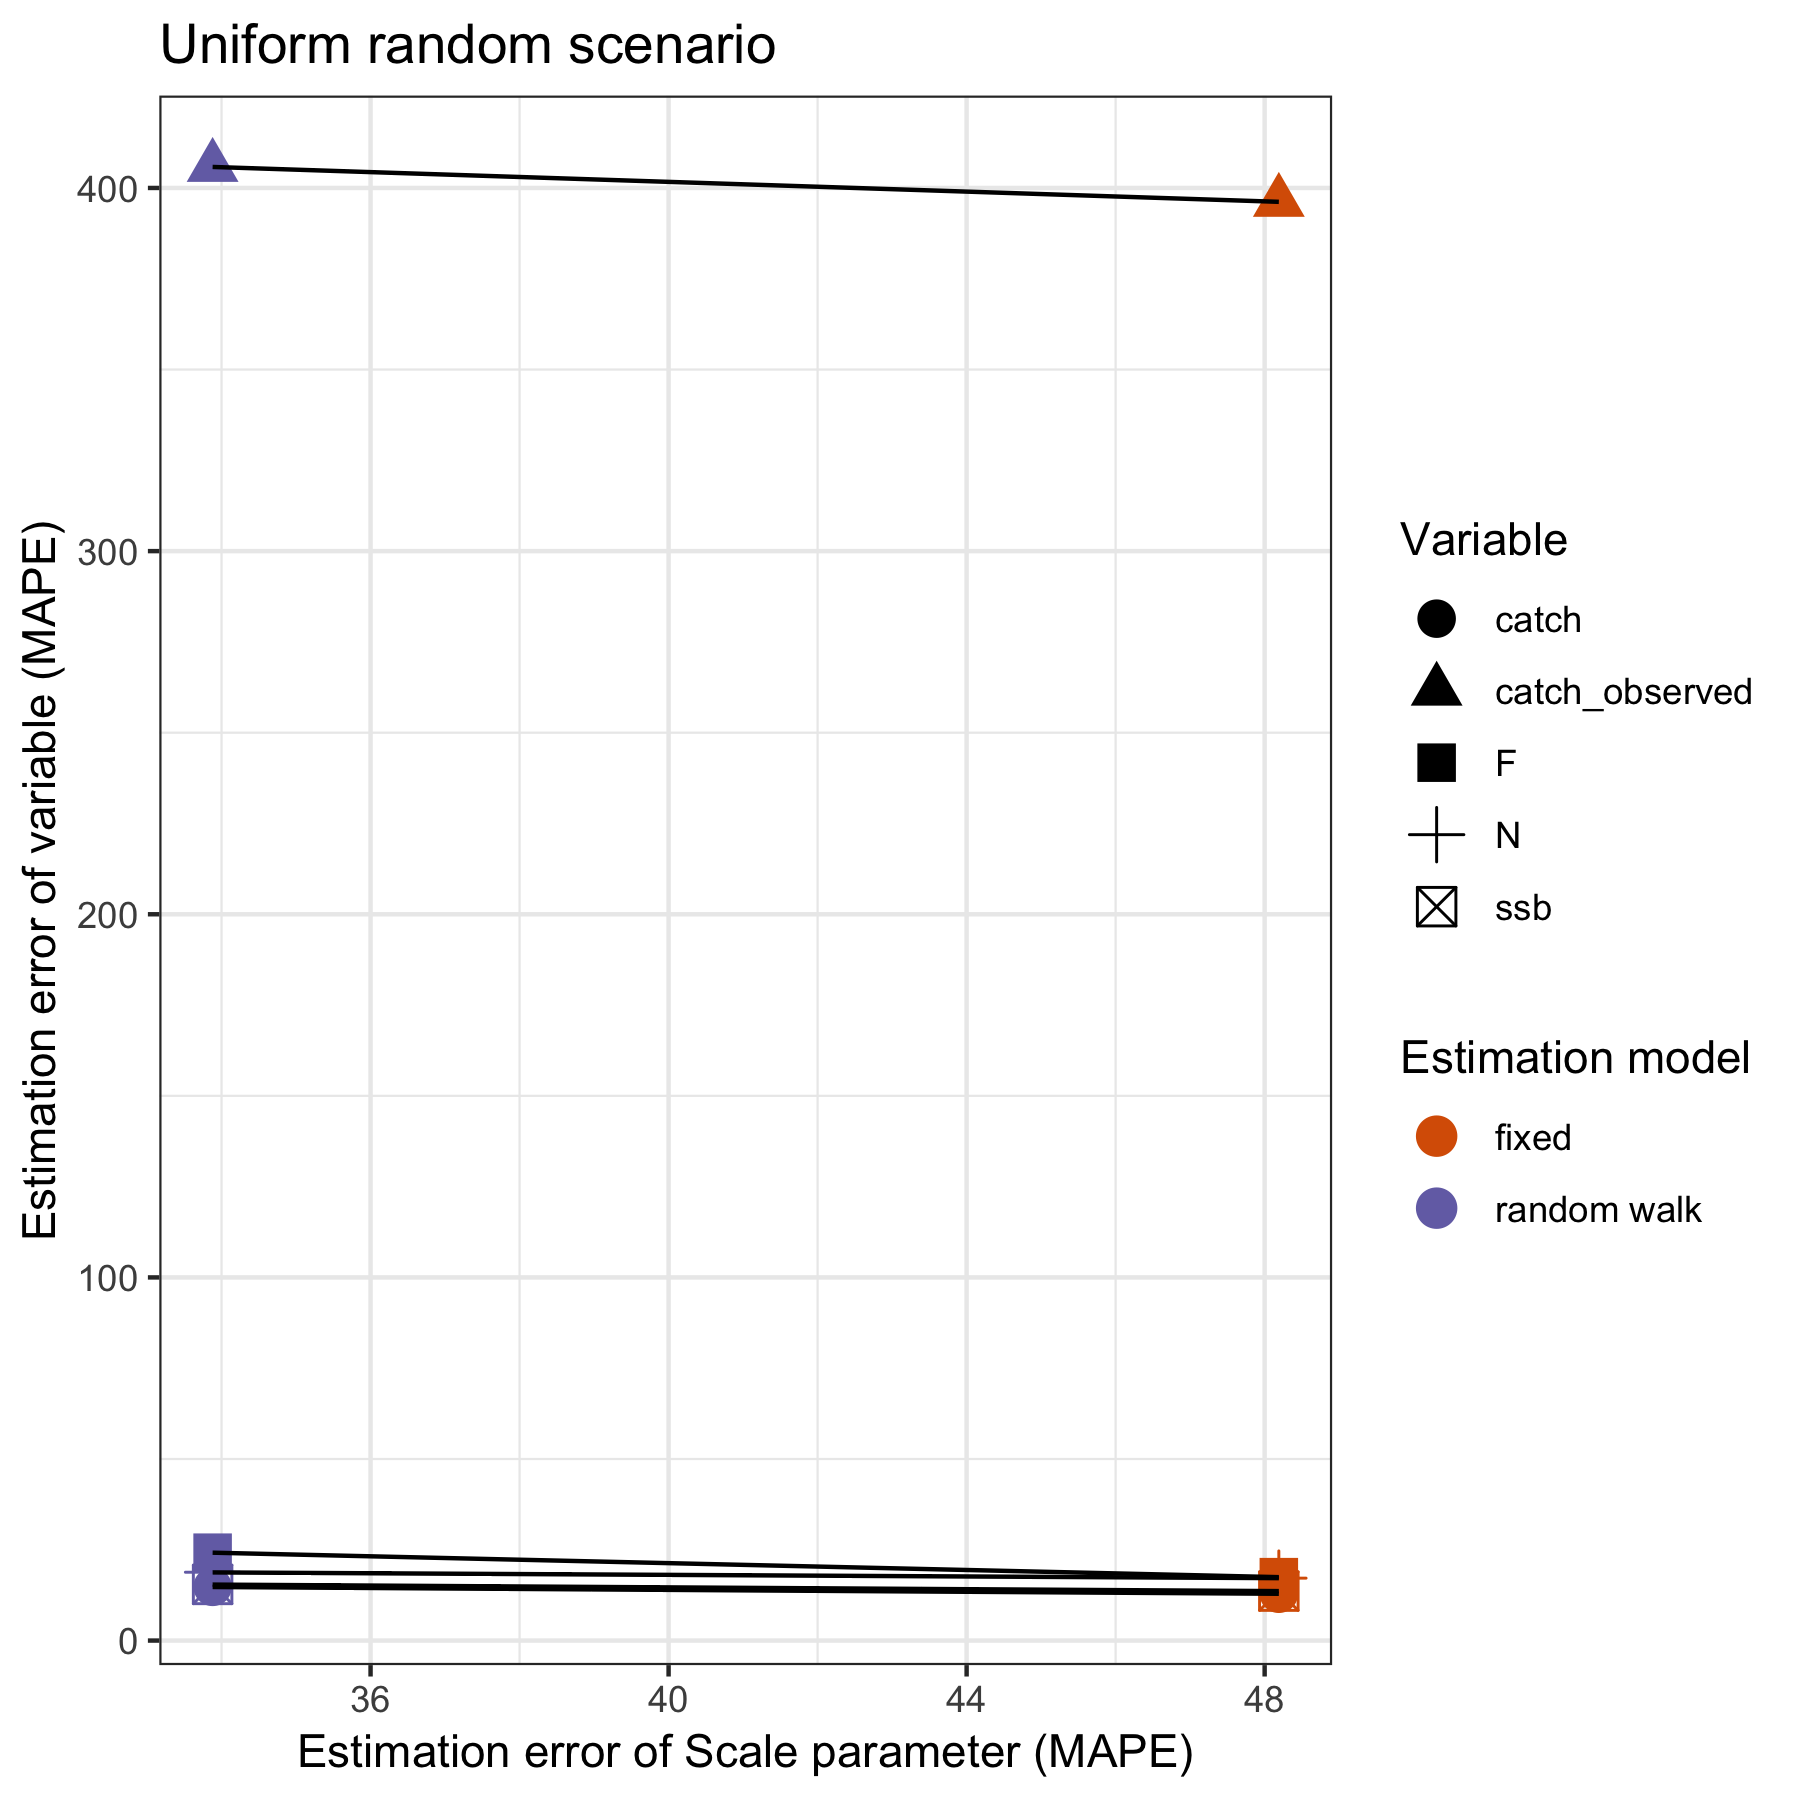 Uniform random scenario
400
300
200
100
0
36
40
44
48
Estimation error of variable (MAPE)
Estimation error of Scale parameter (MAPE)
Variable
catch
catch_observed
F
N
ssb
Estimation model
fixed
random walk